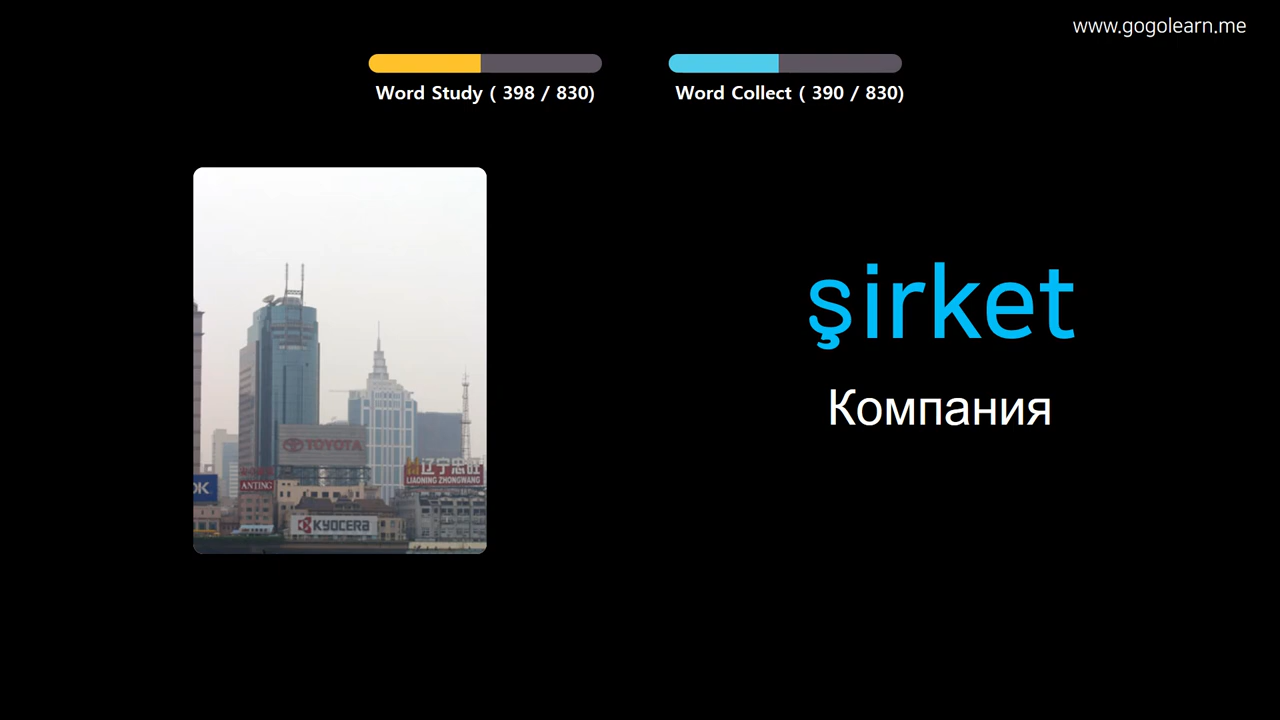 www.gogolearn.me
Word Study ( 398 / 830)
Word Collect ( 390 / 830)
şirket
Компания
TOYOTA
辽宁忠旺
LIAONING ZHONGWANG
ANTING
OK
KYOCERA